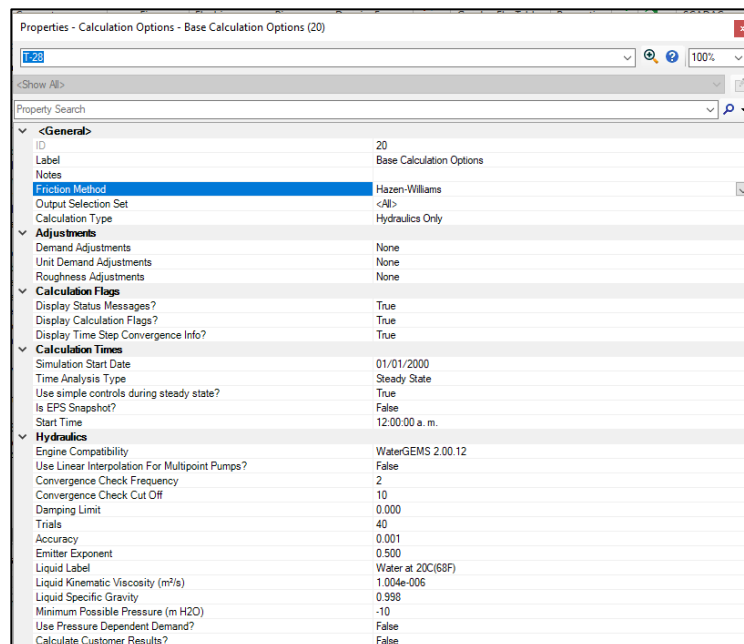 Properties - Calculation Options - Base Calculation Options (20)
T-28
100%
<Show All>
Property Search
<General>
ID 20
Label Base Calculation Options
Notes
Friction Method Hazen-Williams
Output Selection Set <All>
Calculation Type Hydraulics Only
Adjustments
Demand Adjustments None
Unit Demand Adjustments None
Roughness Adjustments None
Calculation Flags
Display Status Messages? True
Display Calculation Flags? True
Display Time Step Convergence Info? True
Calculation Times
Simulation Start Date 01/01/2000
Time Analysis Type Steady State
Use simple controls during steady state? True
Is EPS Snapshot? False
Start Time 12:00:00 a. m.
Hydraulics
Engine Compatibility WaterGEMS 2.00.12
Use Linear Interpolation For Multipoint Pumps? False
Convergence Check Frequency 2
Convergence Check Cut Off 10
Damping Limit 0.000
Trials 40
Accuracy 0.001
Emitter Exponent 0.500
Liquid Label Water at 20C(68F)
Liquid Kinematic Viscosity (m²/s) 1.004e-006
Liquid Specific Gravity 0.998
Minimum Possible Pressure (m H2O) -10
Use Pressure Dependent Demand? False
Calculate Customer Results? False